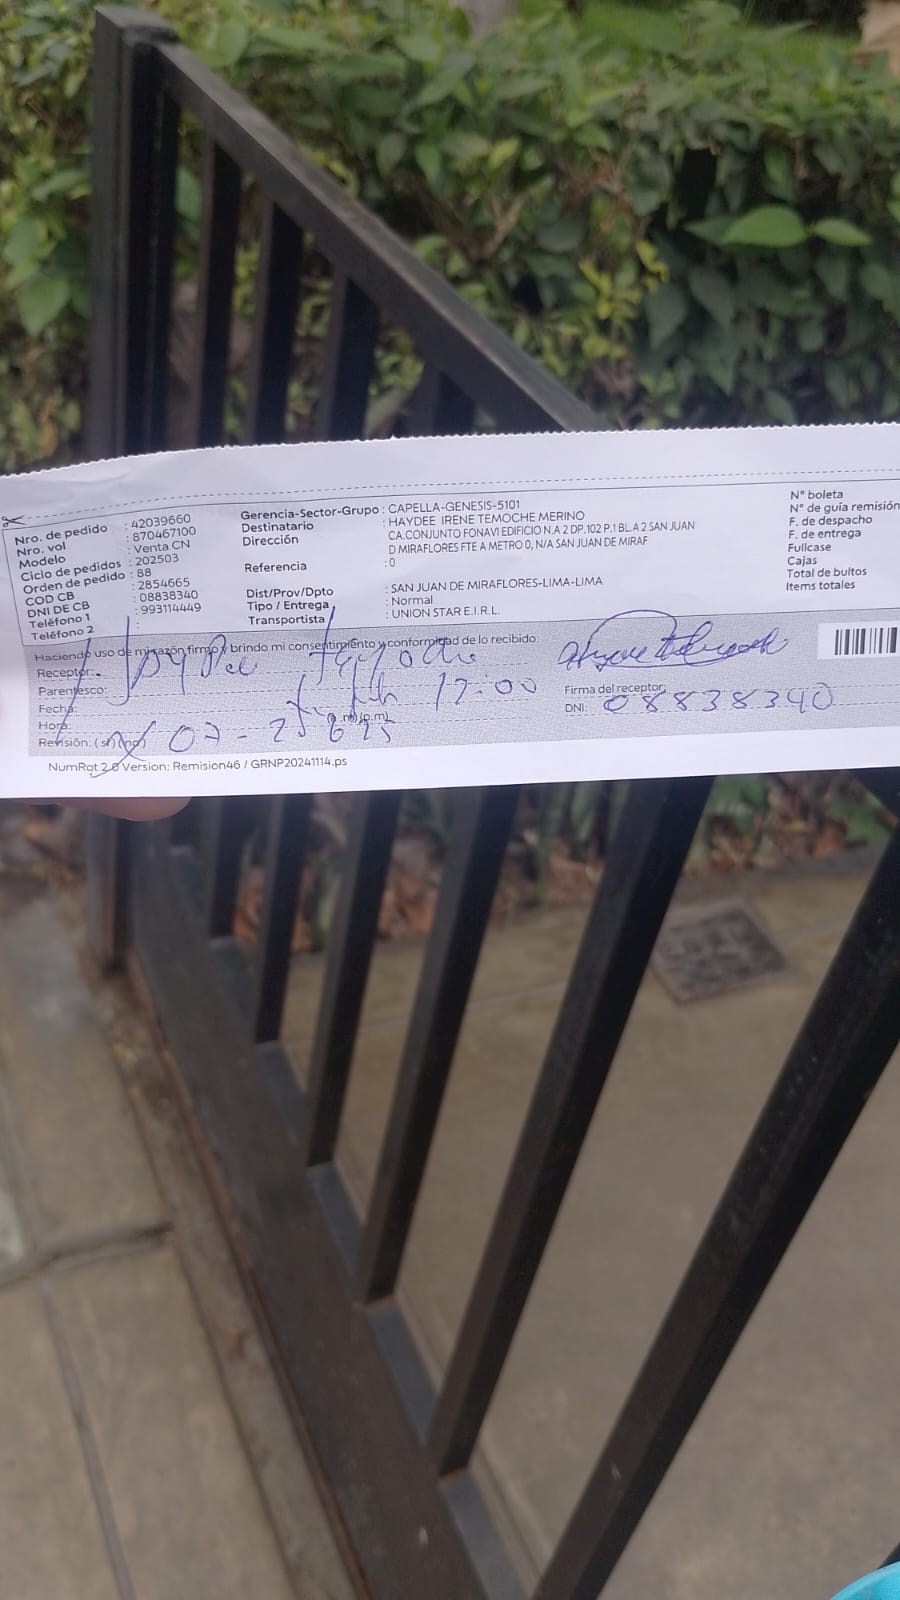 Nro. de pedido : 42039660
Nro. vol : 870467100
Modelo : Venta CN
Ciclo de pedidos : 202503
Orden de pedido : 88
COD CB : 2854665
DNI DE CB : 08838340
Teléfono 1 : 993114449
Teléfono 2 :
Gerencia-Sector-Grupo : CAPELLA-GENESIS-5101
Destinatario : HAYDEE IRENE TEMOCHE MERINO
Dirección : CA.CONJUNTO FONAVI EDIFICIO N.A 2 DP.102 P.1 BL.A 2 SAN JUAN
D MIRAFLORES FTE A METRO 0, N/A SAN JUAN DE MIRAF
Referencia : 0
Dist/Prov/Dpto : SAN JUAN DE MIRAFLORES-LIMA-LIMA
Tipo / Entrega : Normal
Transportista : UNION STAR E.I.R.L.
N° boleta
N° de guía remisión
F. de despacho
F. de entrega
Fullcase
Cajas
Total de bultos
Items totales
Haciendo uso de mi razón firmo y brindo mi consentimiento y conformidad de lo recibido:
Receptor:
Parentesco:
Fecha:
Hora: (a.m)(p.m)
Revisión: (si)(no)
Firma del receptor:
DNI: 08838340
NumRot 2.0 Version: Remision46 / GRNP20241114.ps